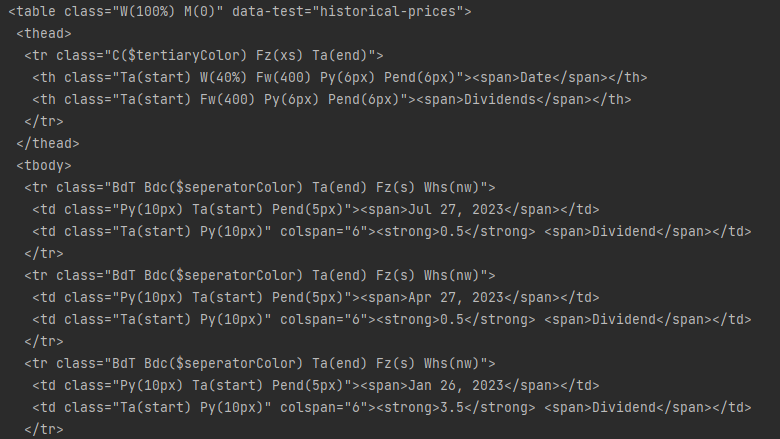 <table class="W(100%) M(0)" data-test="historical-prices">
<thead>
<tr class="C($tertiaryColor) Fz(xs) Ta(end)">
<th class="Ta(start) W(40%) Fw(400) Py(6px) Pend(6px)"><span>Date</span></th>
<th class="Ta(start) Fw(400) Py(6px) Pend(6px)"><span>Dividends</span></th>
</tr>
</thead>
<tbody>
<tr class="BdT Bdc($seperatorColor) Ta(end) Fz(s) Whs(nw)">
<td class="Py(10px) Ta(start) Pend(5px)"><span>Jul 27, 2023</span></td>
<td class="Ta(start) Py(10px)" colspan="6"><strong>0.5</strong> <span>Dividend</span></td>
</tr>
<tr class="BdT Bdc($seperatorColor) Ta(end) Fz(s) Whs(nw)">
<td class="Py(10px) Ta(start) Pend(5px)"><span>Apr 27, 2023</span></td>
<td class="Ta(start) Py(10px)" colspan="6"><strong>0.5</strong> <span>Dividend</span></td>
</tr>
<tr class="BdT Bdc($seperatorColor) Ta(end) Fz(s) Whs(nw)">
<td class="Py(10px) Ta(start) Pend(5px)"><span>Jan 26, 2023</span></td>
<td class="Ta(start) Py(10px)" colspan="6"><strong>3.5</strong> <span>Dividend</span></td>
</tr>